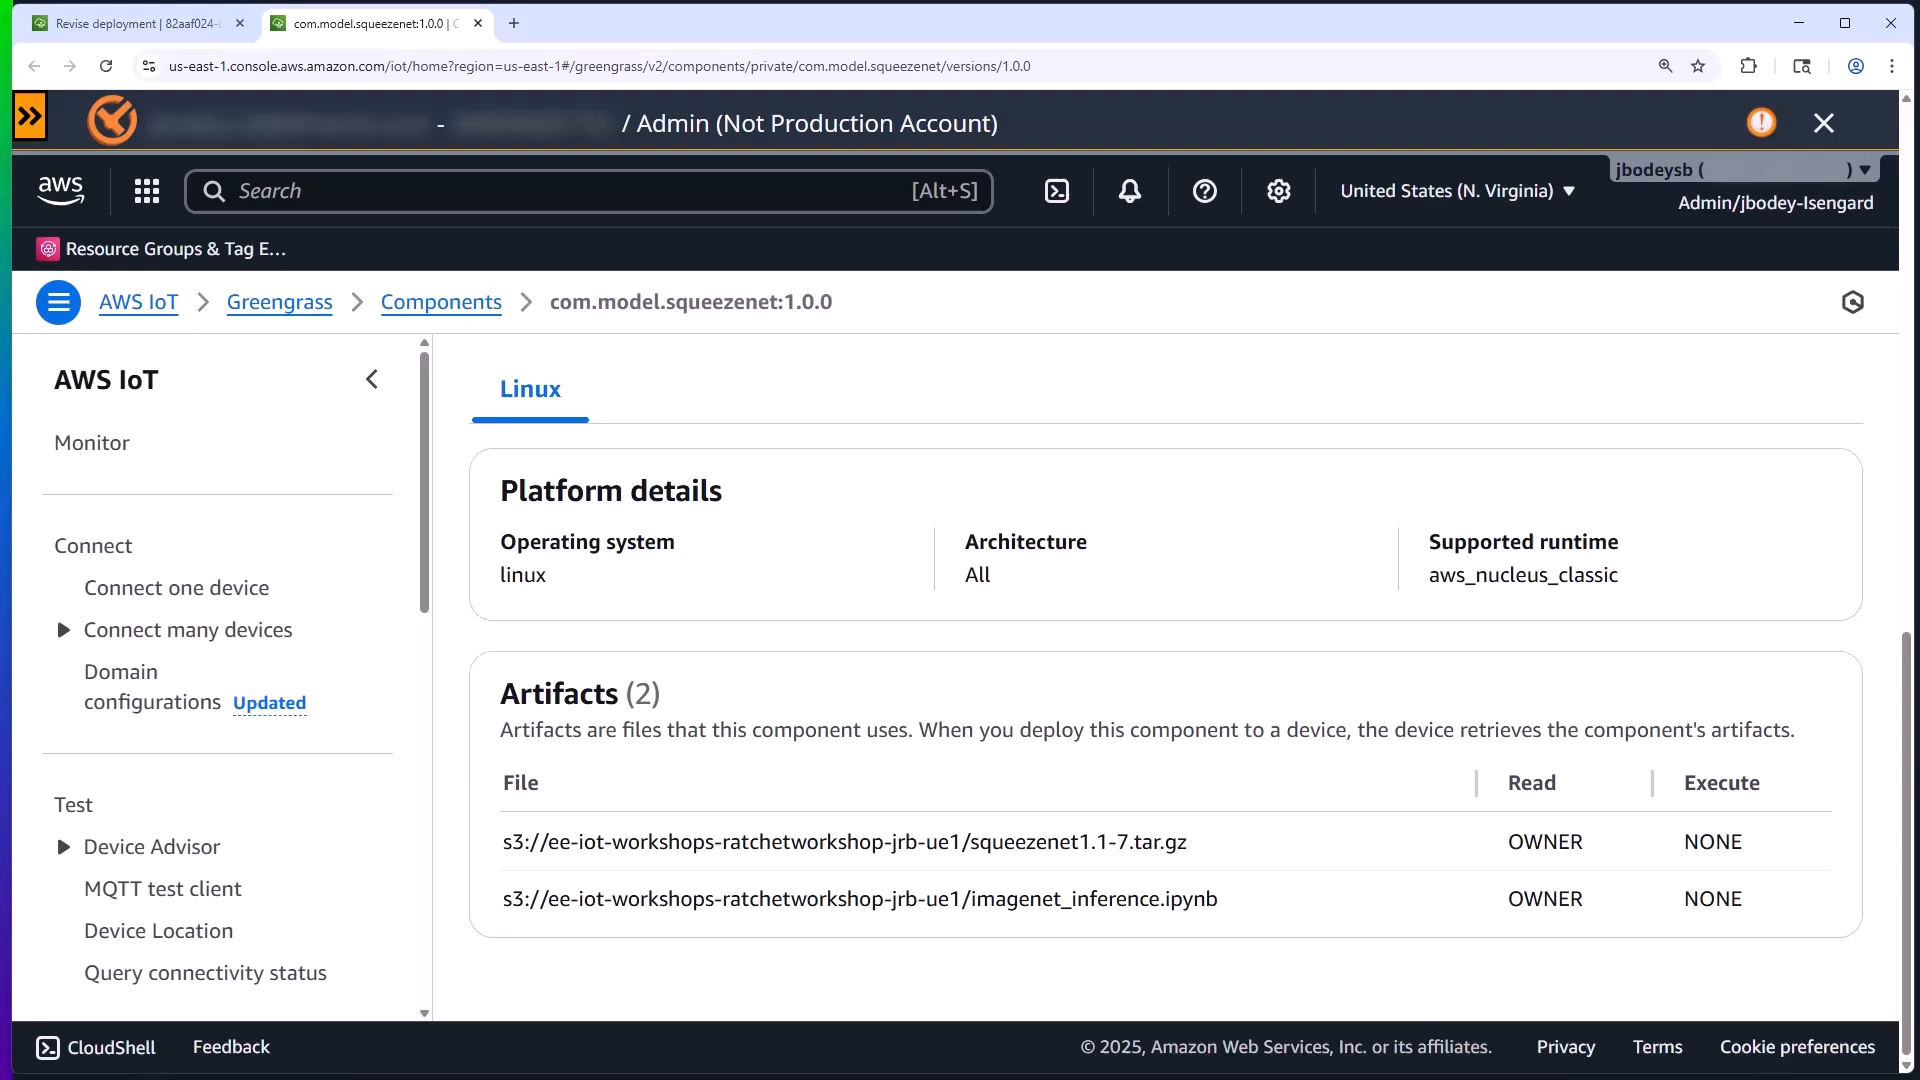 Revise deployment | 82aaf024-
com.model.squeezenet:1.0.0 |
us-east-1.console.aws.amazon.com/iot/home?region=us-east-1#/greengrass/v2/components/private/com.model.squeezenet/versions/1.0.0
- / Admin (Not Production Account)
aws
Search [Alt+S]
United States (N. Virginia)
jbodeysb ( )
Admin/jbodey-Isengard
Resource Groups & Tag E...
AWS IoT
Greengrass
Components
com.model.squeezenet:1.0.0
AWS IoT
Monitor
Connect
Connect one device
Connect many devices
Domain
configurations Updated
Test
Device Advisor
MQTT test client
Device Location
Query connectivity status
Linux
Platform details
Operating system
linux
Architecture
All
Supported runtime
aws_nucleus_classic
Artifacts (2)
Artifacts are files that this component uses. When you deploy this component to a device, the device retrieves the component's artifacts.
File Read Execute
s3://ee-iot-workshops-ratchetworkshop-jrb-ue1/squeezenet1.1-7.tar.gz OWNER NONE
s3://ee-iot-workshops-ratchetworkshop-jrb-ue1/imagenet_inference.ipynb OWNER NONE
CloudShell
Feedback
© 2025, Amazon Web Services, Inc. or its affiliates.
Privacy
Terms
Cookie preferences